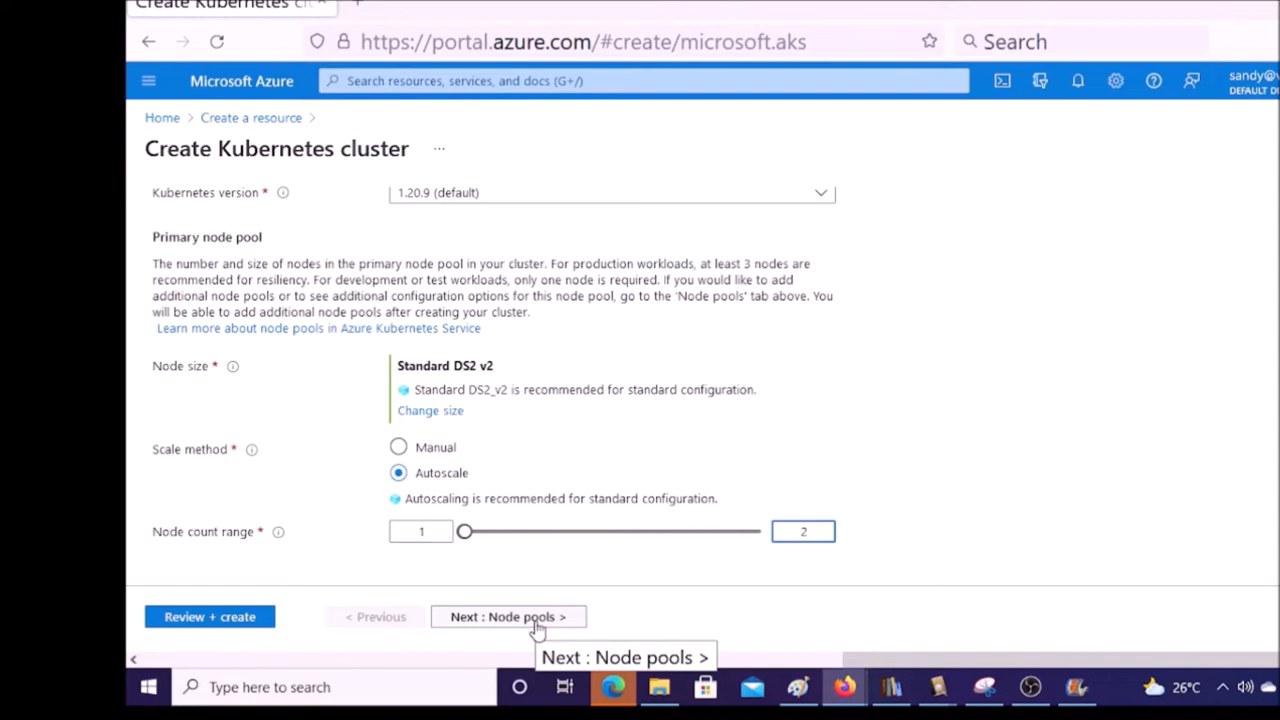 Create Kubernetes cl
https://portal.azure.com/#create/microsoft.aks
Search
Microsoft Azure
Search resources, services, and docs (G+/)
sandy@
DEFAULT DI
Home > Create a resource >
Create Kubernetes cluster ...
Kubernetes version *
1.20.9 (default)
Primary node pool
The number and size of nodes in the primary node pool in your cluster. For production workloads, at least 3 nodes are
recommended for resiliency. For development or test workloads, only one node is required. If you would like to add
additional node pools or to see additional configuration options for this node pool, go to the 'Node pools' tab above. You
will be able to add additional node pools after creating your cluster.
Learn more about node pools in Azure Kubernetes Service
Node size *
Standard DS2 v2
Standard DS2_v2 is recommended for standard configuration.
Change size
Scale method *
Manual
Autoscale
Autoscaling is recommended for standard configuration.
Node count range *
1
2
Review + create
< Previous
Next : Node pools >
Next : Node pools >
Type here to search
26°C